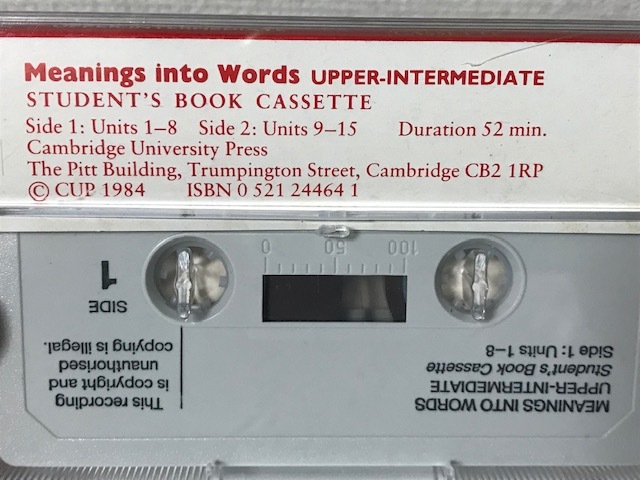 Meanings into Words UPPER-INTERMEDIATE
STUDENT'S BOOK CASSETTE
Side 1: Units 1–8 Side 2: Units 9–15 Duration 52 min.
Cambridge University Press
The Pitt Building, Trumpington Street, Cambridge CB2 1RP
© CUP 1984 ISBN 0 521 24464 1
MEANINGS INTO WORDS
UPPER-INTERMEDIATE
Student's Book Cassette
Side 1: Units 1–8
This recording
is copyright and
unauthorised
copying is illegal.
SIDE
1
100 50 0